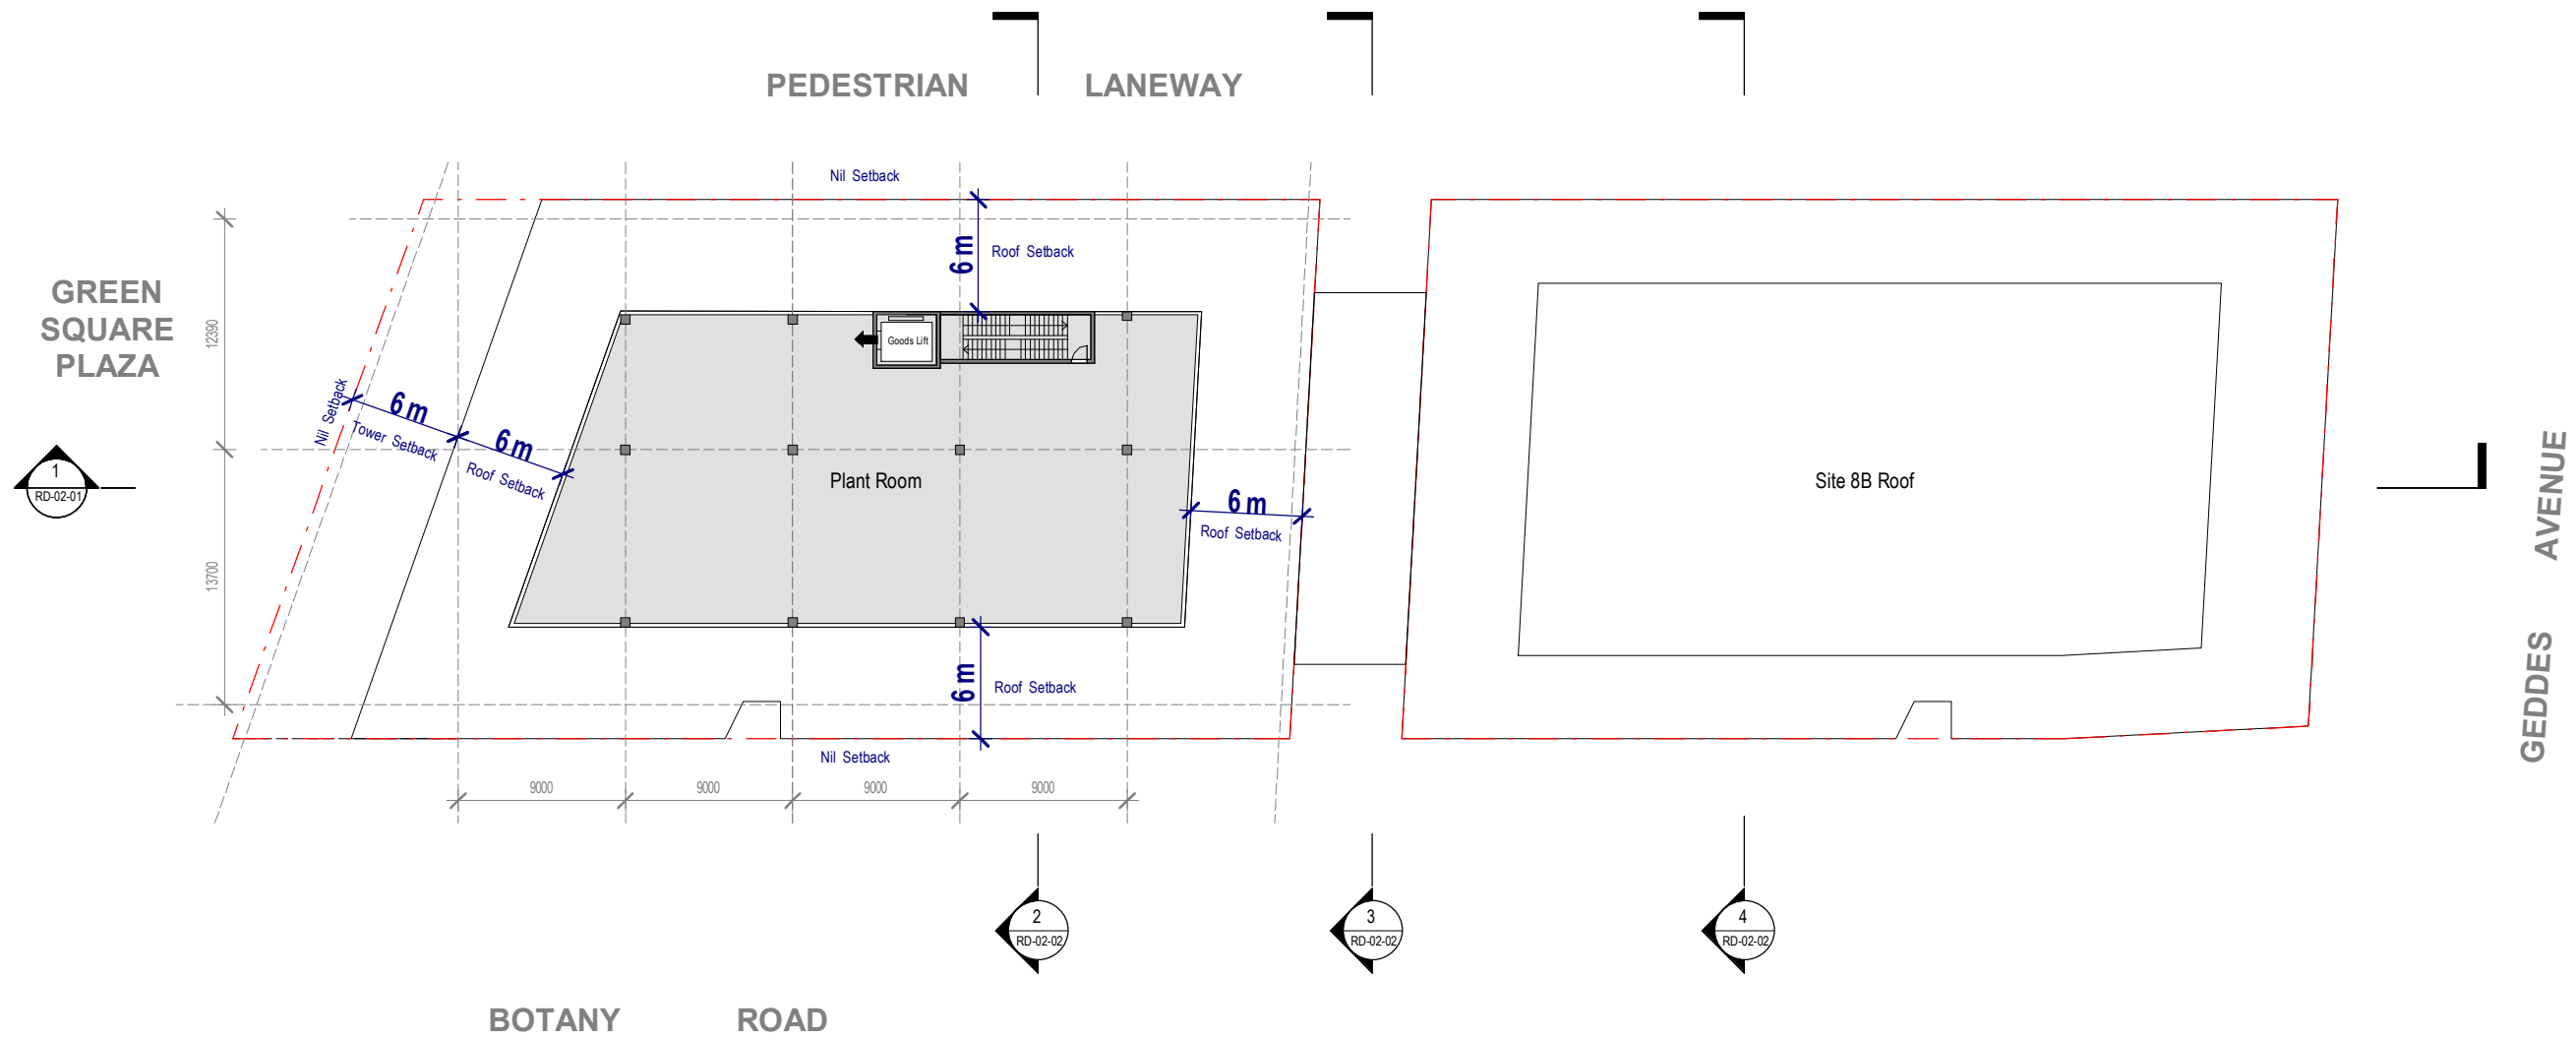 PEDESTRIAN LANEWAY
Nil Setback
6 m
Roof Setback
GREEN
SQUARE
PLAZA
12390
Goods Lift
Nil Setback
6 m
Tower Setback
6 m
Roof Setback
1
RD-02-01
Plant Room
6 m
Roof Setback
Site 8B Roof
GEDDES AVENUE
13700
6 m
Roof Setback
Nil Setback
9000
9000
9000
9000
2
RD-02-02
3
RD-02-02
4
RD-02-02
BOTANY ROAD